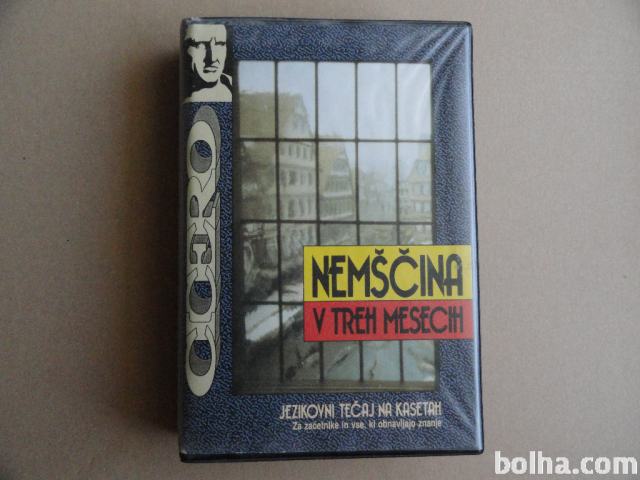 CICERO
NEMŠČINA
V TREH MESECIH
JEZIKOVNI TEČAJ NA KASETAH
Za začetnike in vse, ki obnavljajo znanje
bolha.com